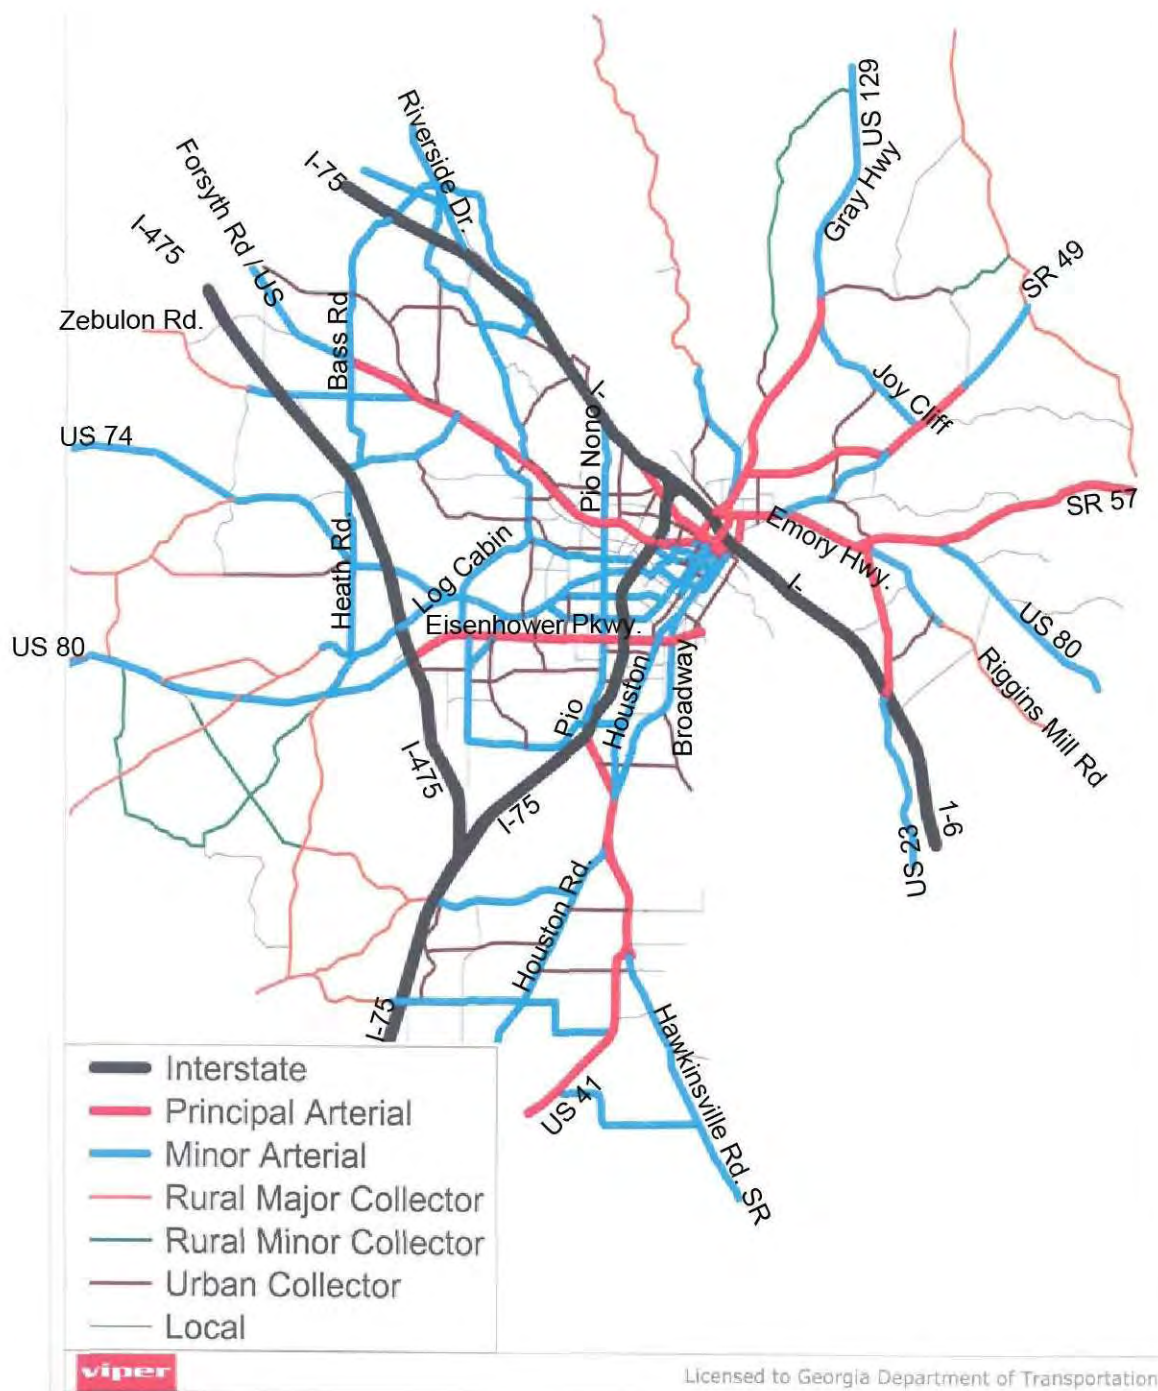 US 129
Riverside Dr.
I-75
Forsyth Rd / US
Gray Hwy
I-475
SR 49
Zebulon Rd.
Bass Rd
Joy Cliff
I-
US 74
Pio Nono
SR 57
Emory Hwy.
Heath Rd.
Log Cabin
I-
Eisenhower Pkwy.
US 80
US 80
Riggins Mill Rd
Pio
Houston
Broadway
I-475
I-75
1-6
US 23
Houston Rd.
I-75
Hawkinsville Rd. SR
US 41
Interstate
Principal Arterial
Minor Arterial
Rural Major Collector
Rural Minor Collector
Urban Collector
Local
viper
Licensed to Georgia Department of Transportation